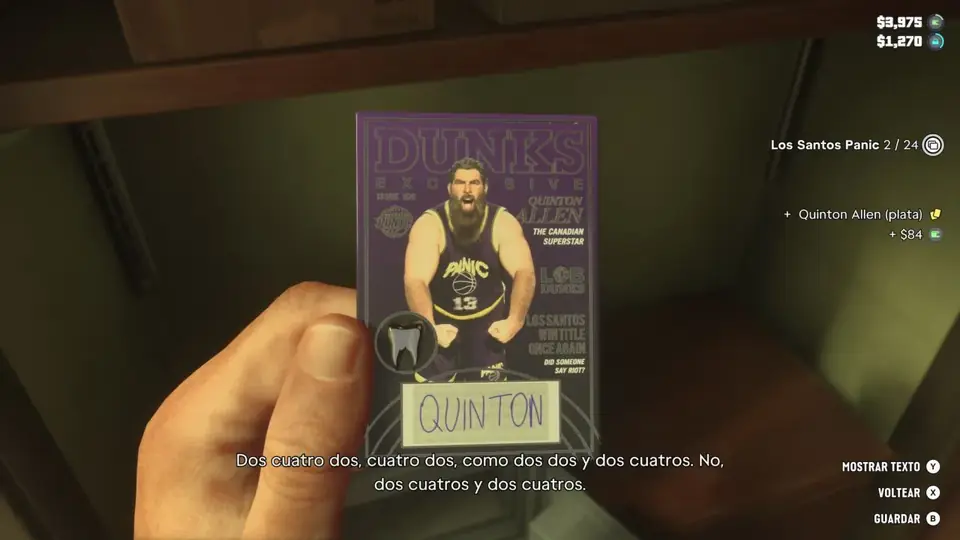 $3,975
$1,270
Los Santos Panic 2 / 24
+ Quinton Allen (plata)
+ $84
DUNKS
EXCLUSIVE
QUINTON
ALLEN
THE CANADIAN
SUPERSTAR
PANIC
13
LOB
DUNKS
LOS SANTOS
WIN TITLE
ONCE AGAIN
DID SOMEONE
SAY RIOT?
QUINTON
Dos cuatro dos, cuatro dos, como dos dos y dos cuatros. No,
dos cuatros y dos cuatros.
MOSTRAR TEXTO Y
VOLTEAR X
GUARDAR B